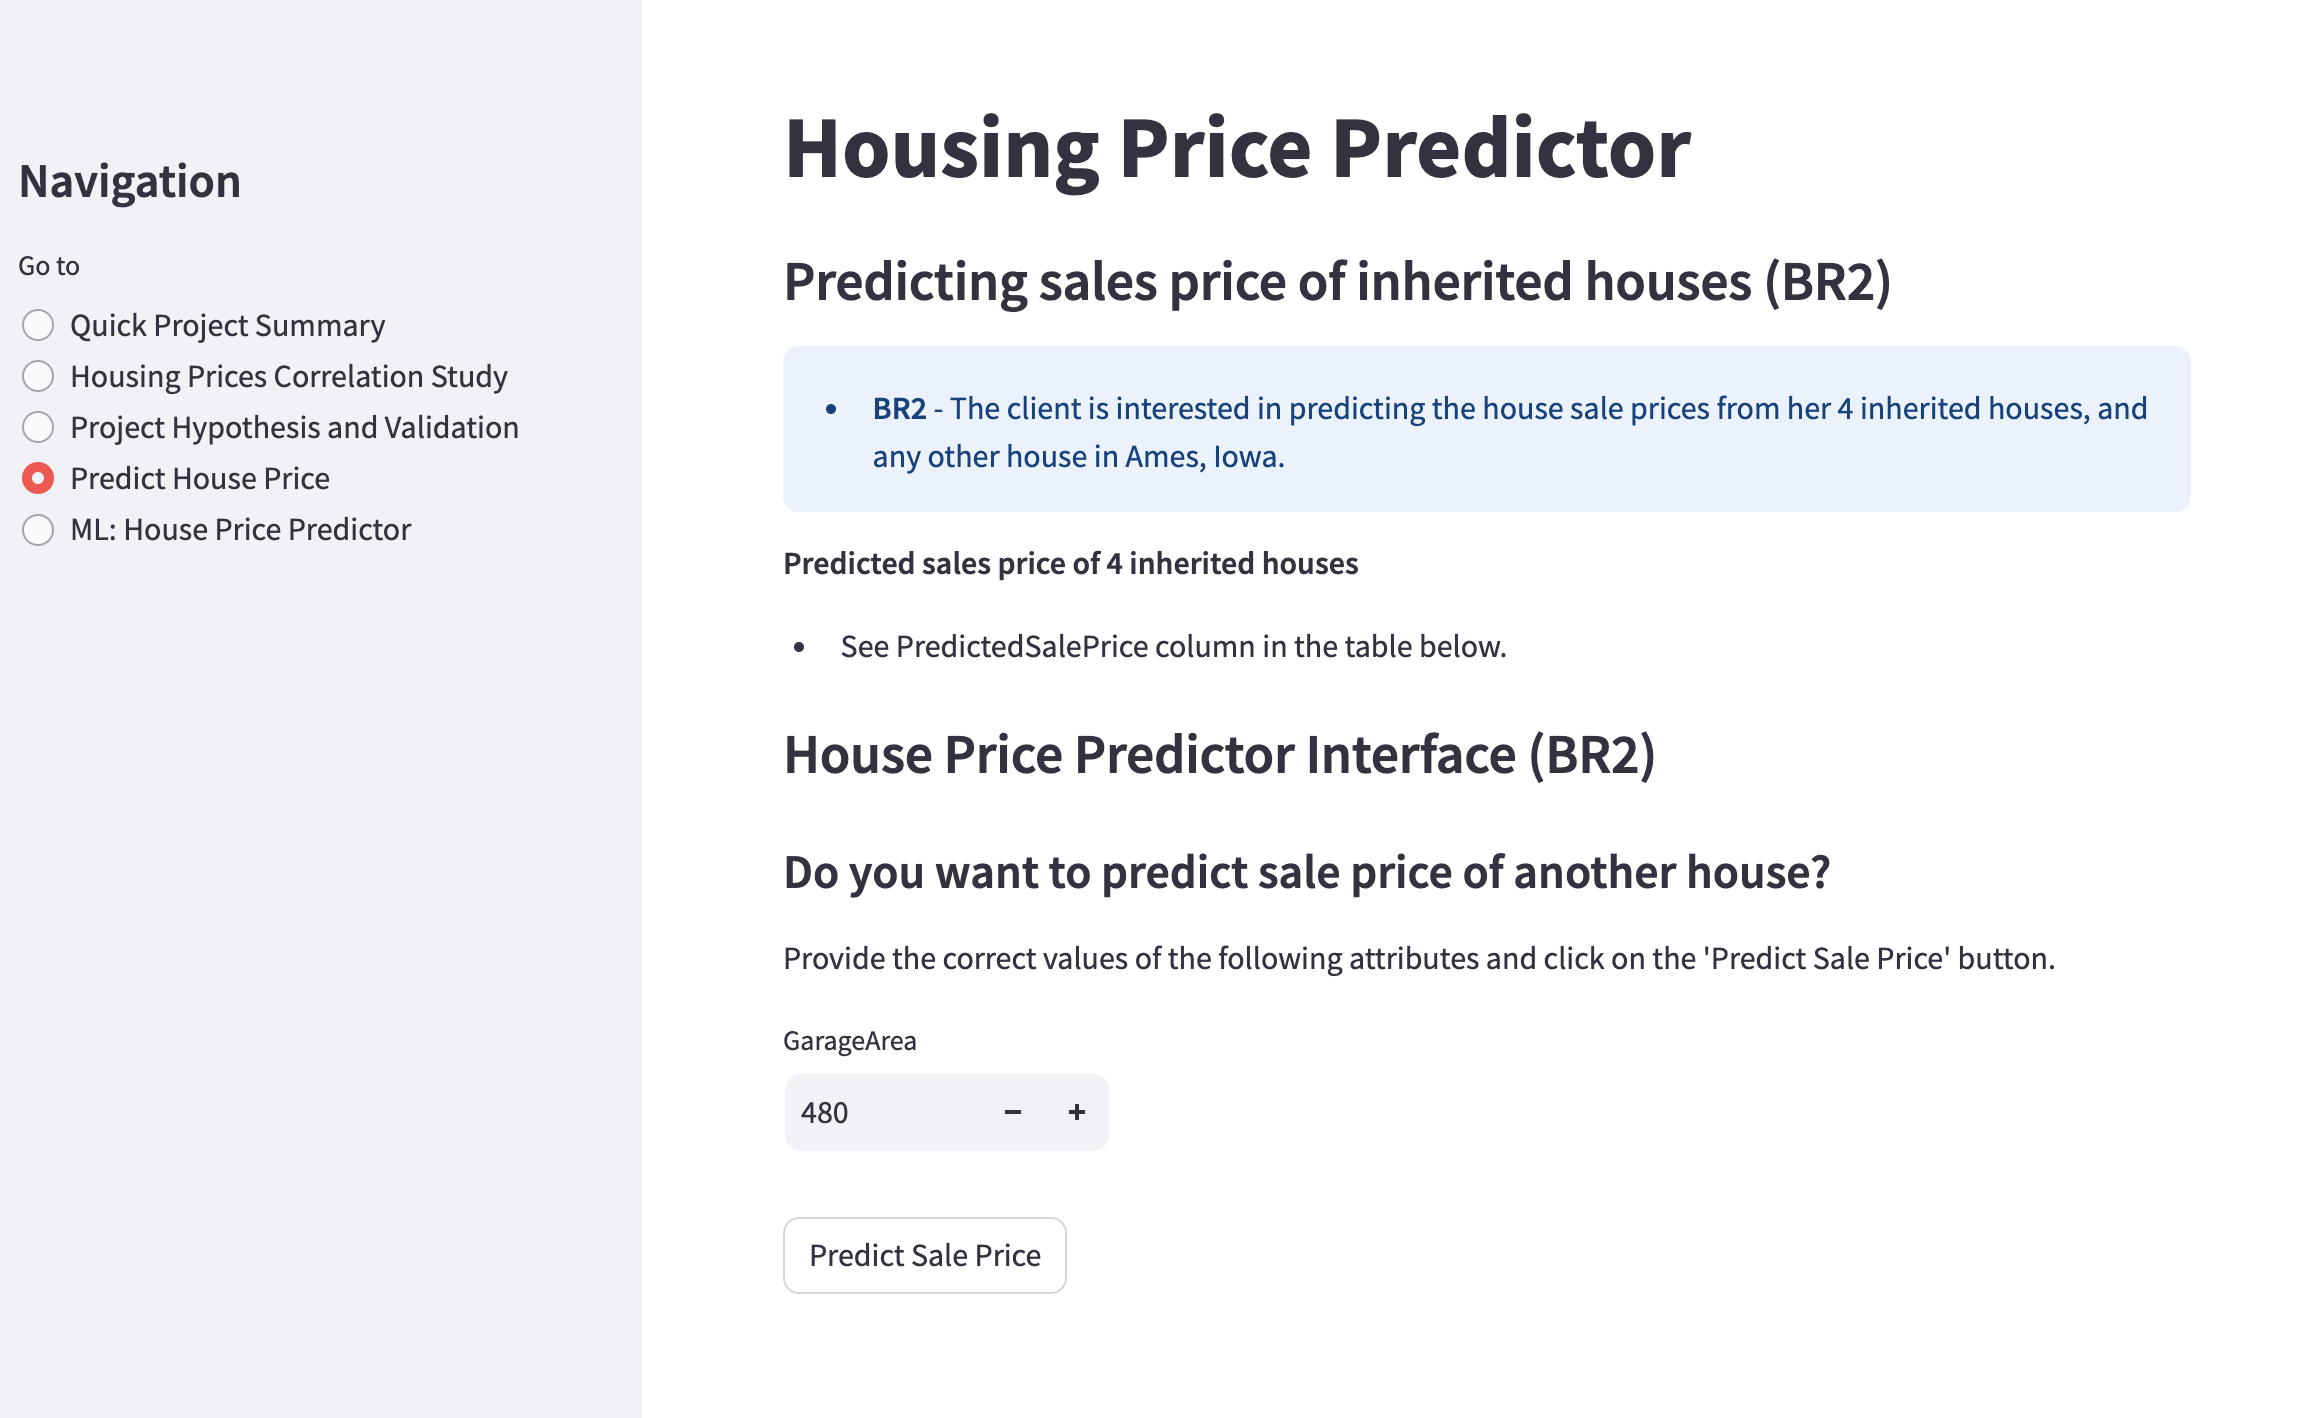 Navigation
Go to
Quick Project Summary
Housing Prices Correlation Study
Project Hypothesis and Validation
Predict House Price
ML: House Price Predictor
Housing Price Predictor
Predicting sales price of inherited houses (BR2)
BR2 - The client is interested in predicting the house sale prices from her 4 inherited houses, and
any other house in Ames, Iowa.
Predicted sales price of 4 inherited houses
See PredictedSalePrice column in the table below.
House Price Predictor Interface (BR2)
Do you want to predict sale price of another house?
Provide the correct values of the following attributes and click on the 'Predict Sale Price' button.
GarageArea
480
Predict Sale Price